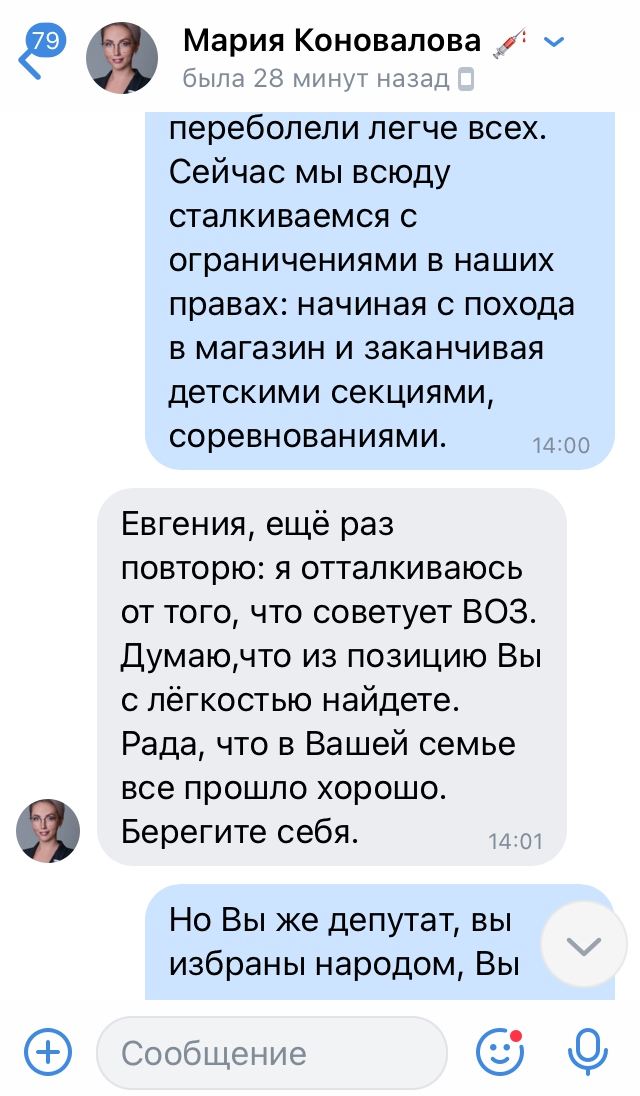 79
Мария Коновалова
была 28 минут назад
переболели легче всех.
Сейчас мы всюду
сталкиваемся с
ограничениями в наших
правах: начиная с похода
в магазин и заканчивая
детскими секциями,
соревнованиями.
14:00
Евгения, ещё раз
повторю: я отталкиваюсь
от того, что советует ВОЗ.
Думаю,что из позицию Вы
с лёгкостью найдете.
Рада, что в Вашей семье
все прошло хорошо.
Берегите себя.
14:01
Но Вы же депутат, вы
избраны народом, Вы
Сообщение